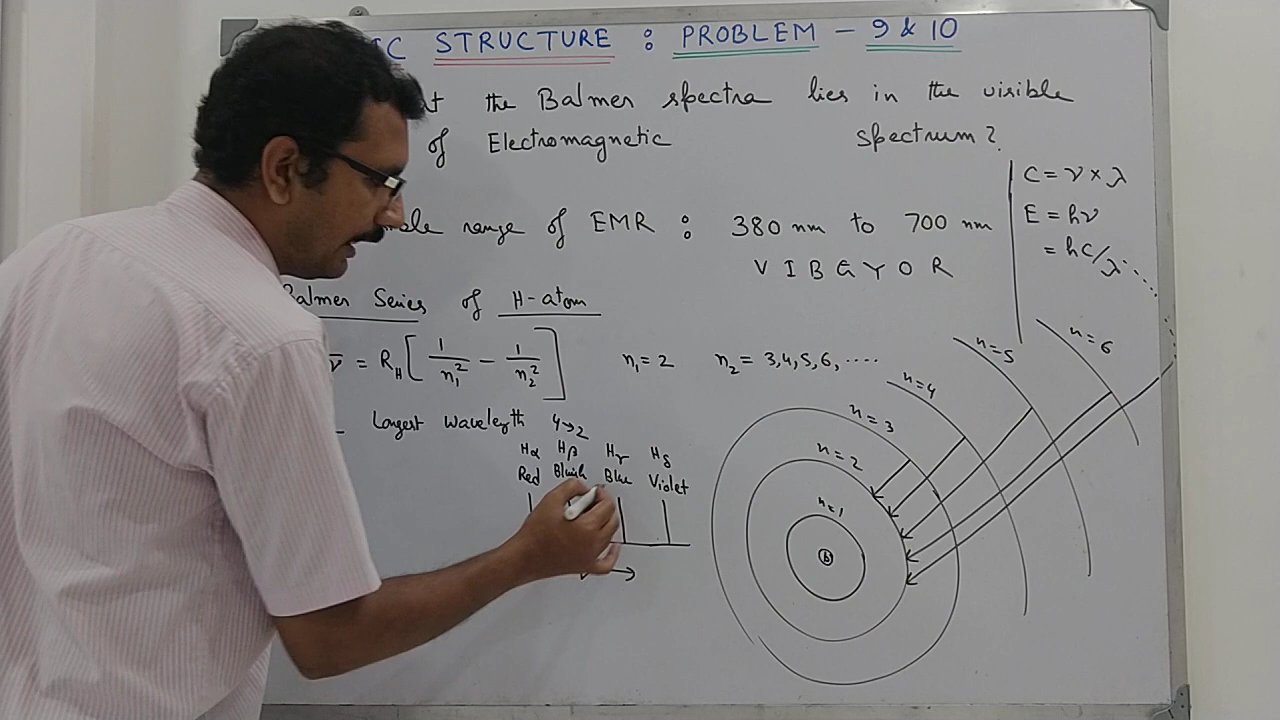 IC STRUCTURE : PROBLEM - 9 & 10
at the Balmer spectra lies in the visible
of Electromagnetic spectrum?
C = ν × λ
E = hν
= hC/λ
range of EMR : 380 nm to 700 nm
V I B G Y O R
Balmer Series of H-atom
ν̅ = R_H [ 1/n₁² - 1/n₂² ]
n₁ = 2 n₂ = 3,4,5,6, ....
Longest wavelength 4→2
Hα Hβ Hγ Hδ
Red Bluish Blue Violet
n=1
n=2
n=3
n=4
n=5
n=6